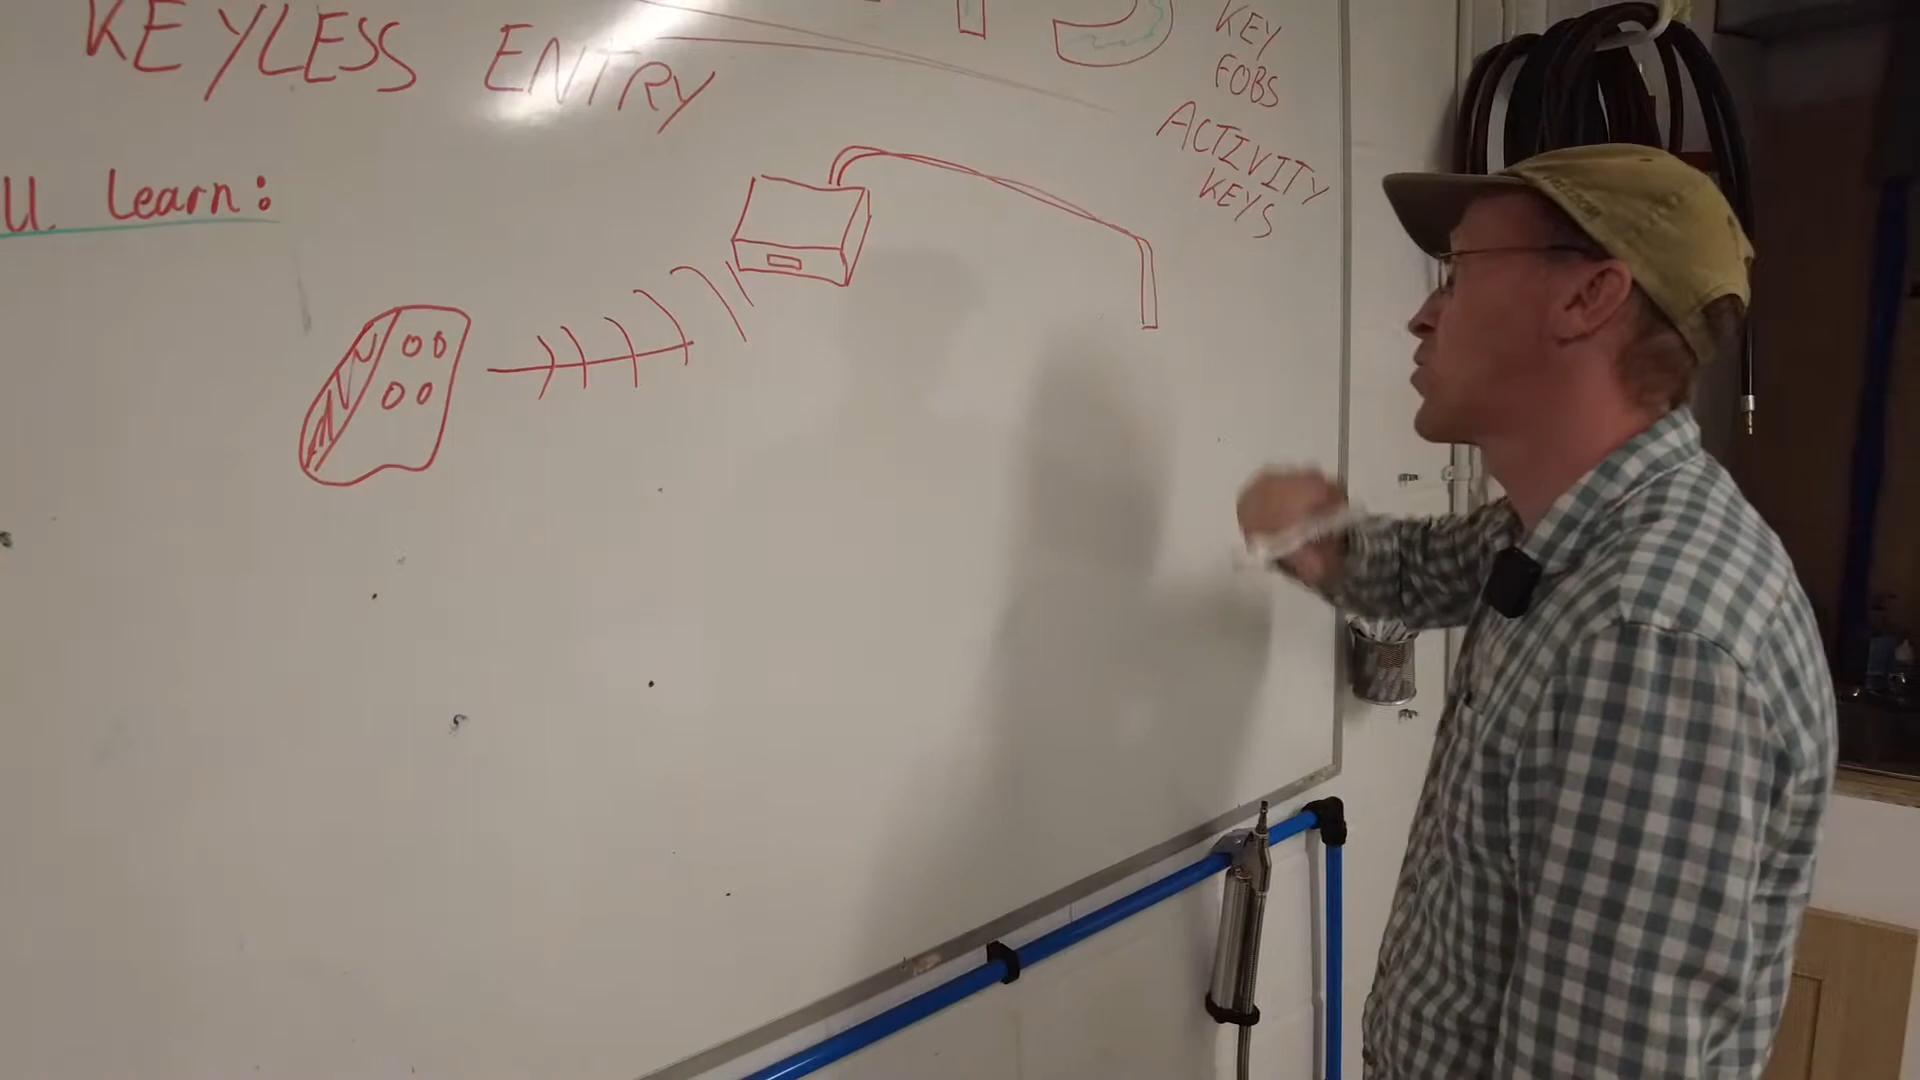 KEYLESS ENTRY
U Learn:
KEY
FOBS
ACTIVITY
KEYS